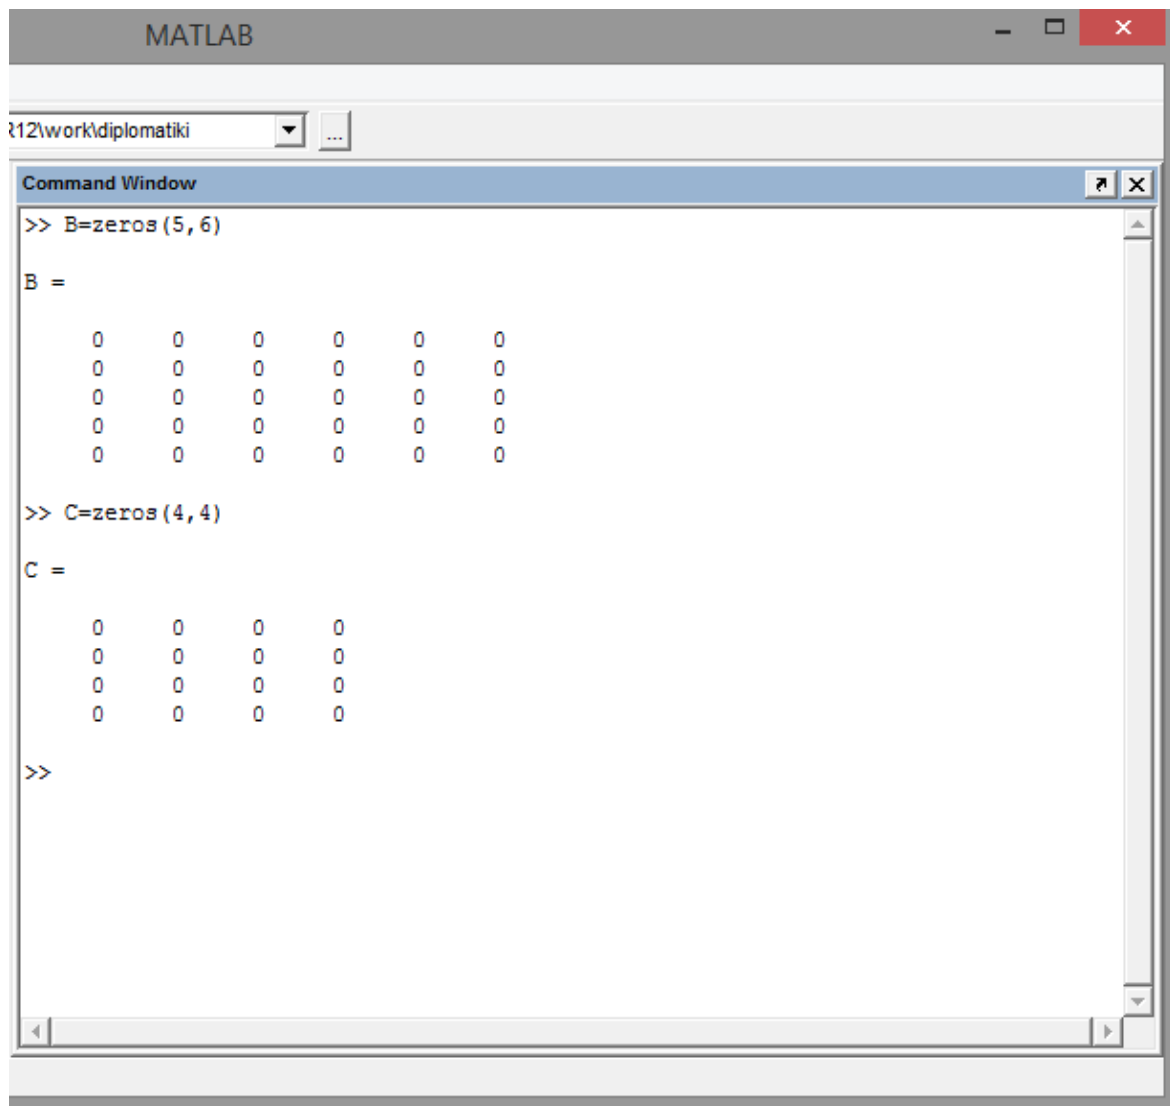 MATLAB
R12\work\diplomatiki
...
Command Window
>> B=zeros(5,6)
B =
0 0 0 0 0 0
0 0 0 0 0 0
0 0 0 0 0 0
0 0 0 0 0 0
0 0 0 0 0 0
>> C=zeros(4,4)
C =
0 0 0 0
0 0 0 0
0 0 0 0
0 0 0 0
>>